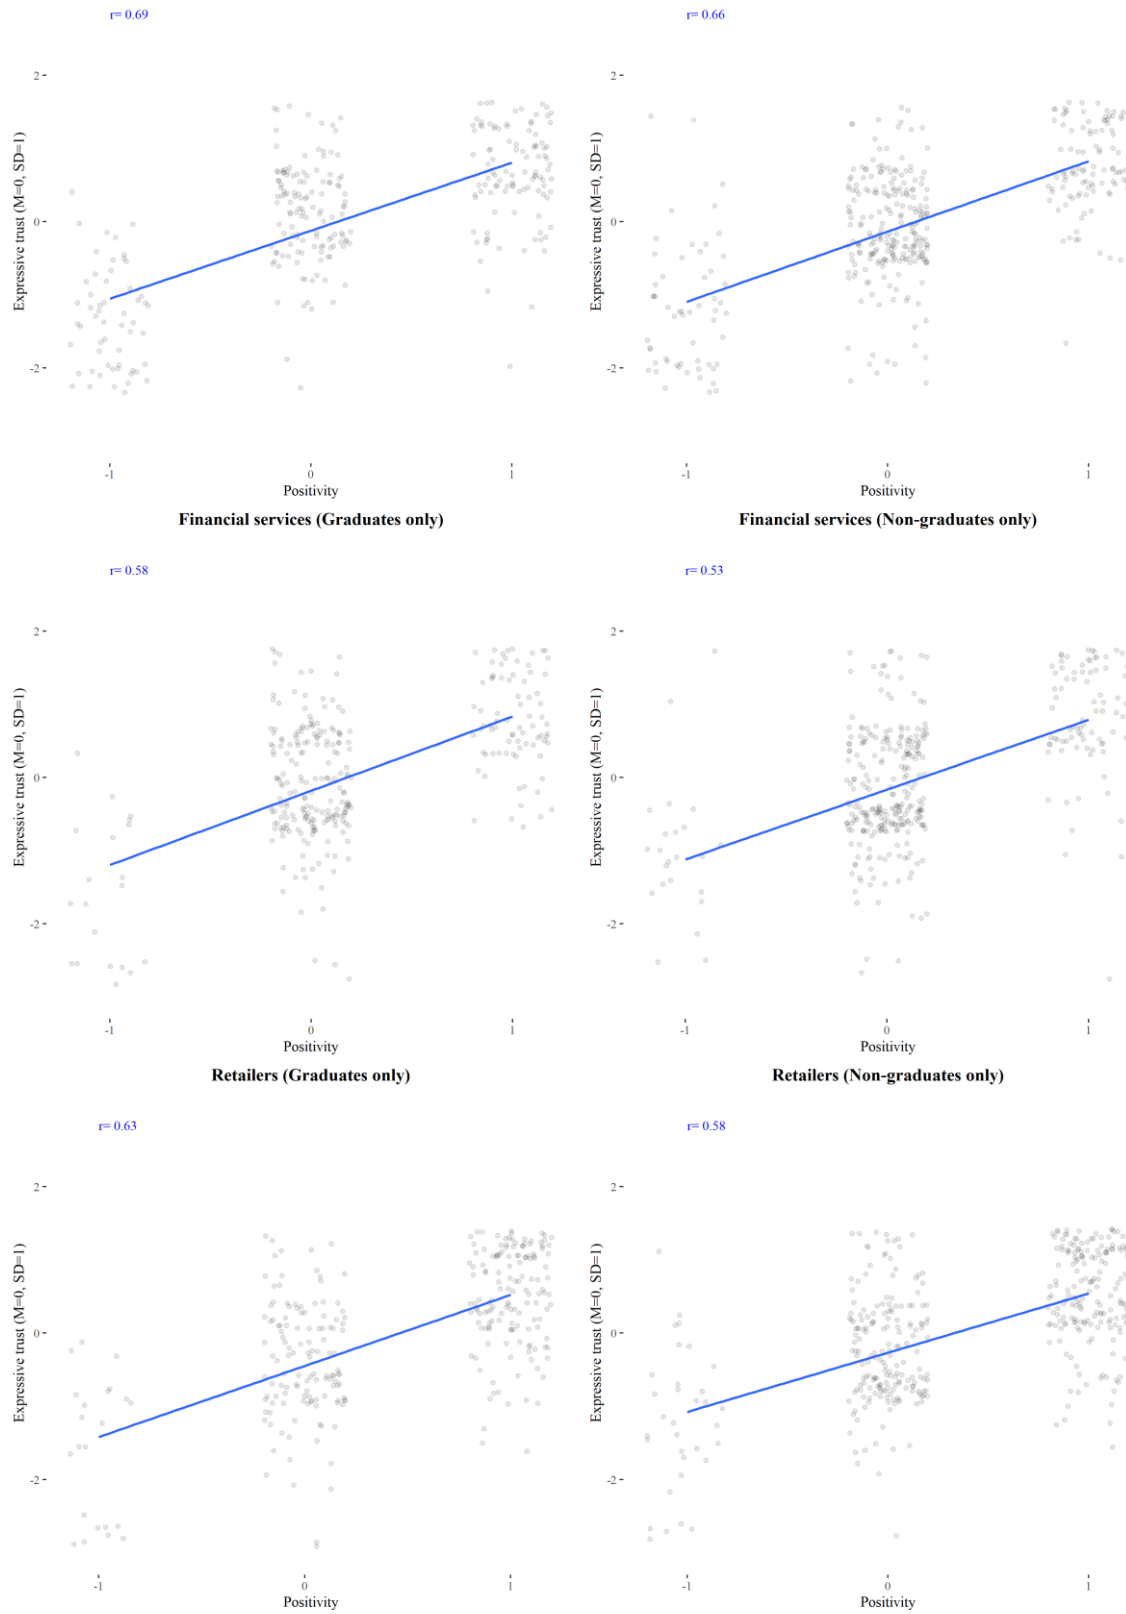 r= 0.69
r= 0.66
2
2
Expressive trust (M=0, SD=1)
Expressive trust (M=0, SD=1)
0
0
-2
-2
-1
0
1
-1
0
1
Positivity
Positivity
Financial services (Graduates only)
Financial services (Non-graduates only)
r= 0.58
r= 0.53
2
2
Expressive trust (M=0, SD=1)
Expressive trust (M=0, SD=1)
0
0
-2
-2
-1
0
1
-1
0
1
Positivity
Positivity
Retailers (Graduates only)
Retailers (Non-graduates only)
r= 0.63
r= 0.58
2
2
Expressive trust (M=0, SD=1)
Expressive trust (M=0, SD=1)
0
0
-2
-2
-1
0
1
-1
0
1
Positivity
Positivity